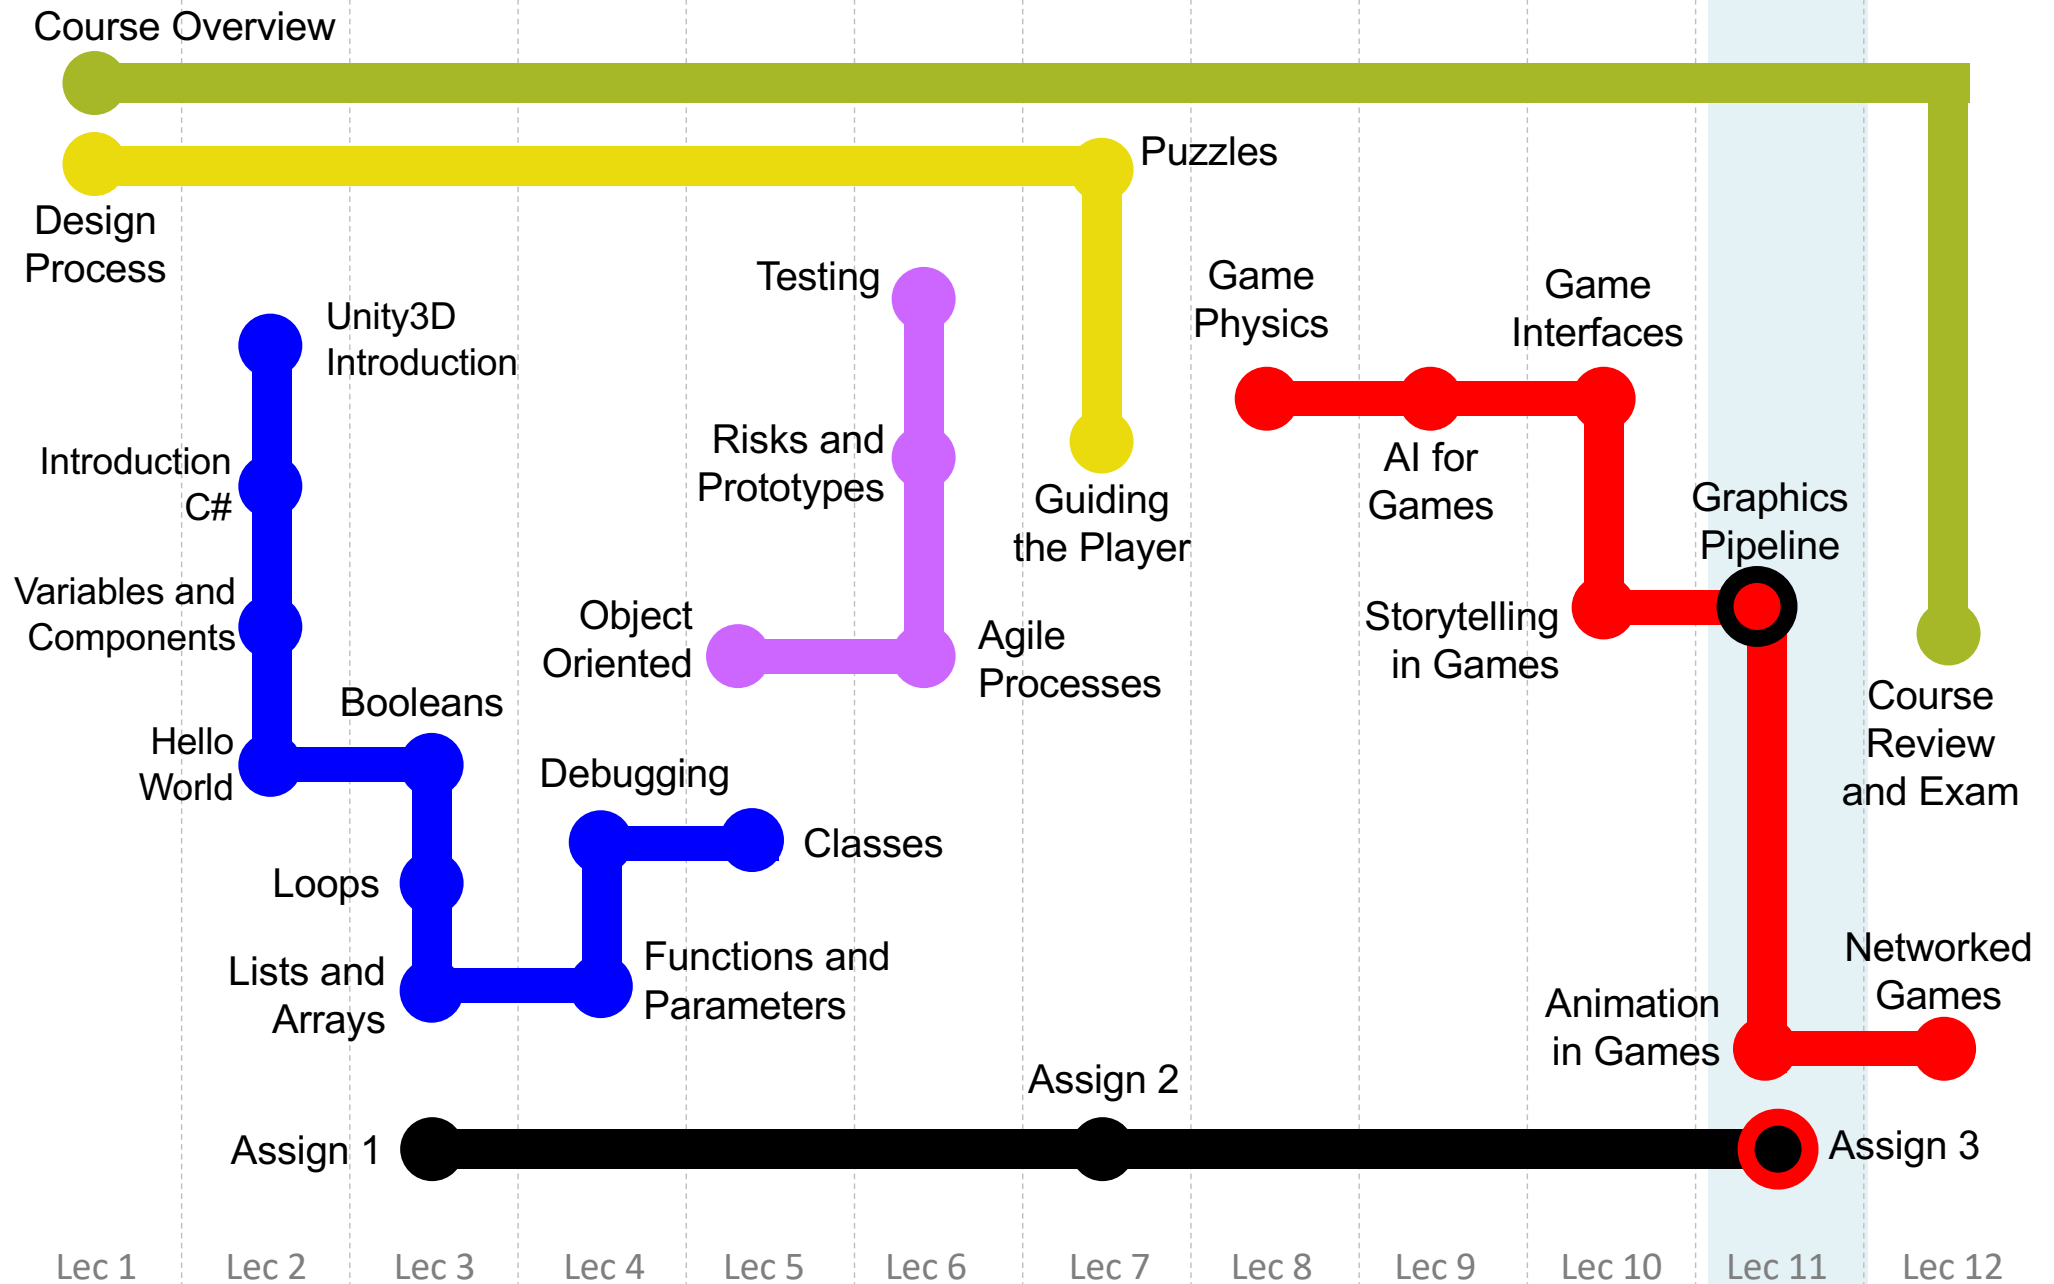 Course Overview
Puzzles
Design
Process
Testing
Game
Physics
Game
Interfaces
Unity3D
Introduction
Introduction
C#
Risks and
Prototypes
Guiding
the Player
AI for
Games
Graphics
Pipeline
Variables and
Components
Object
Oriented
Agile
Processes
Storytelling
in Games
Course
Review
and Exam
Hello
World
Booleans
Debugging
Classes
Loops
Lists and
Arrays
Functions and
Parameters
Networked
Games
Animation
in Games
Assign 2
Assign 1
Assign 3
Lec 1
Lec 2
Lec 3
Lec 4
Lec 5
Lec 6
Lec 7
Lec 8
Lec 9
Lec 10
Lec 11
Lec 12